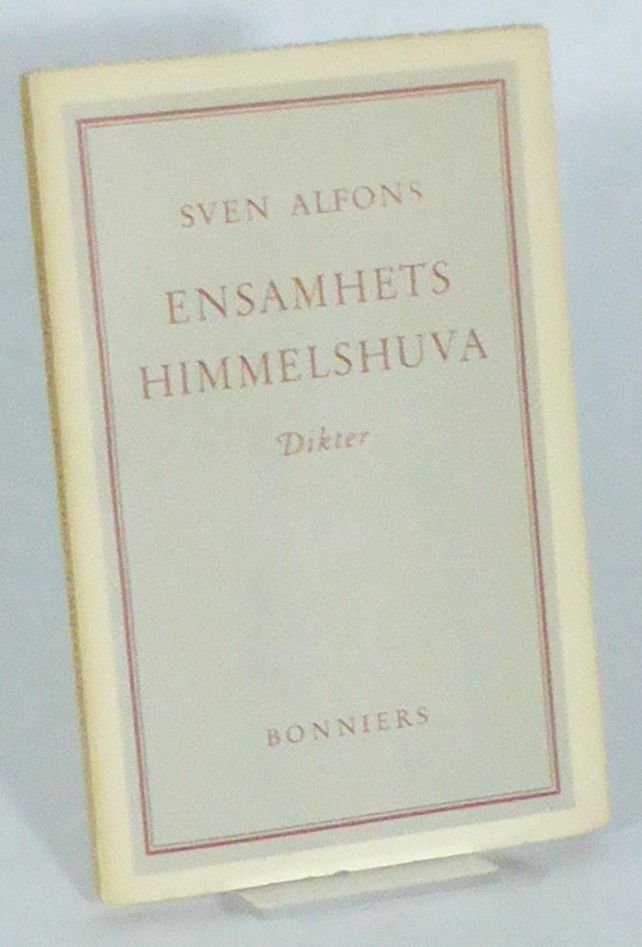 SVEN ALFONS
ENSAMHETS
HIMMELSHUVA
Dikter
BONNIERS